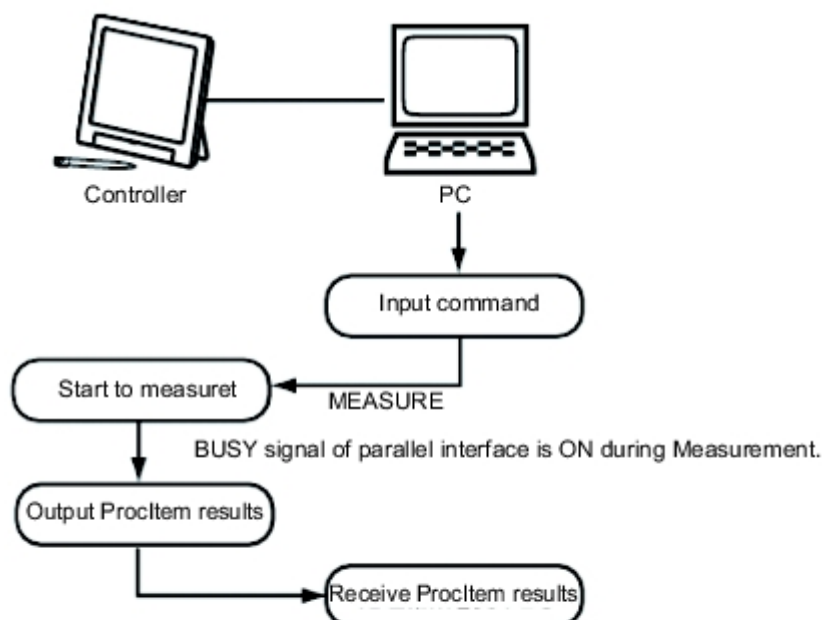 Controller
PC
Input command
Start to measuret
MEASURE
BUSY signal of parallel interface is ON during Measurement.
Output ProcItem results
Receive ProcItem results